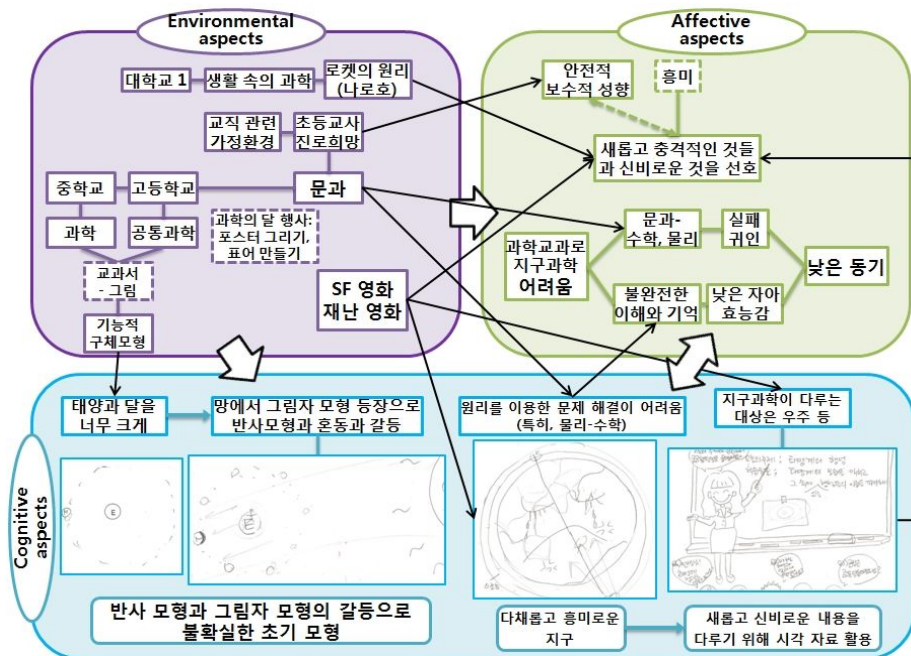 Environmental
aspects
대학교 1
생활 속의 과학
로켓의 원리
(나로호)
교직 관련
가정환경
초등교사
진로희망
중학교
고등학교
문과
과학
공통과학
과학의 달 행사:
포스터 그리기,
표어 만들기
교과서
- 그림
기능적
구체모형
SF 영화
재난 영화
Affective
aspects
안전적
보수적 성향
흥미
새롭고 충격적인 것들
과 신비로운 것을 선호
과학교과로
지구과학
어려움
문과-
수학, 물리
실패
귀인
불완전한
이해와 기억
낮은 자아
효능감
낮은 동기
Cognitive
aspects
태양과 달을
너무 크게
망에서 그림자 모형 등장으로
반사모형과 혼동과 갈등
원리를 이용한 문제 해결이 어려움
(특히, 물리-수학)
지구과학이 다루는
대상은 우주 등
E
E
반사 모형과 그림자 모형의 갈등으로
불확실한 초기 모형
다채롭고 흥미로운
지구
새롭고 신비로운 내용을
다루기 위해 시각 자료 활용